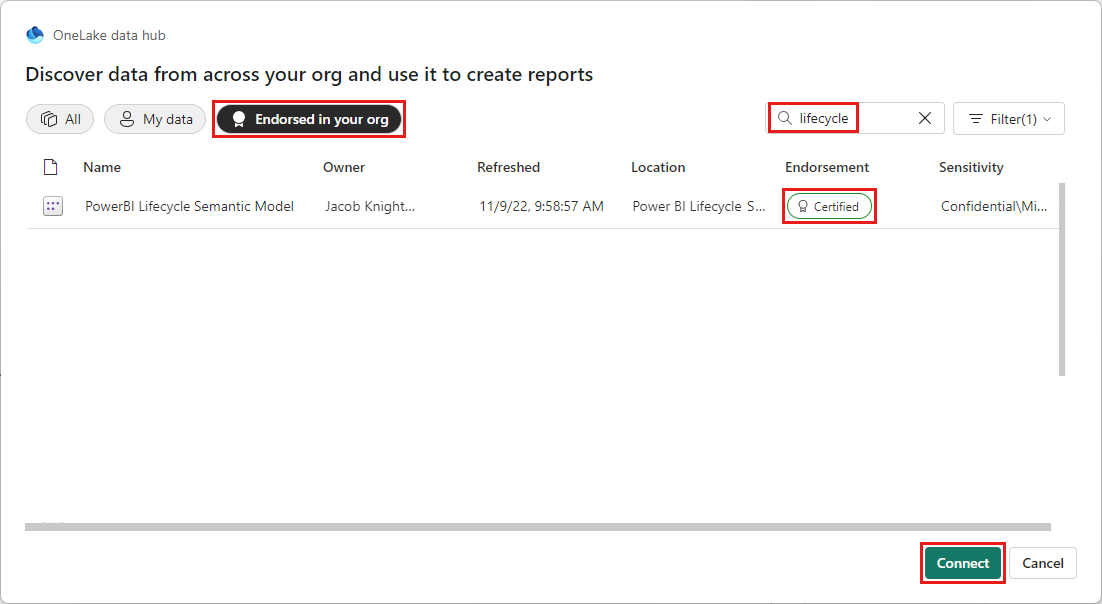 OneLake data hub
Discover data from across your org and use it to create reports
All My data Endorsed in your org lifecycle Filter(1)
Name Owner Refreshed Location Endorsement Sensitivity
PowerBI Lifecycle Semantic Model Jacob Knight... 11/9/22, 9:58:57 AM Power BI Lifecycle S... Certified Confidential\Mi...
Connect Cancel